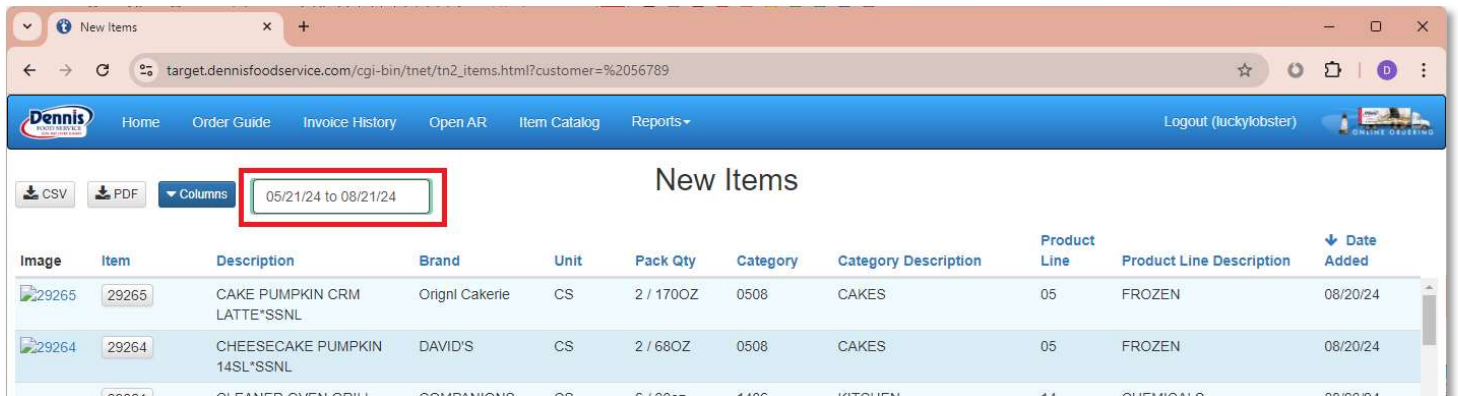 New Items
target.dennisfoodservice.com/cgi-bin/tnet/tn2_items.html?customer=%2056789
D
Dennis Home Order Guide Invoice History Open AR Item Catalog Reports Logout (luckylobster)
FOOD SERVICE
ONLINE ORDERING
New Items
CSV PDF Columns 05/21/24 to 08/21/24
Image Item Description Brand Unit Pack Qty Category Category Description Product Line Product Line Description Date Added
29265 29265 CAKE PUMPKIN CRM Orignl Cakerie CS 2 / 170OZ 0508 CAKES 05 FROZEN 08/20/24
LATTE*SSNL
29264 29264 CHEESECAKE PUMPKIN DAVID'S CS 2 / 68OZ 0508 CAKES 05 FROZEN 08/20/24
14SL*SSNL